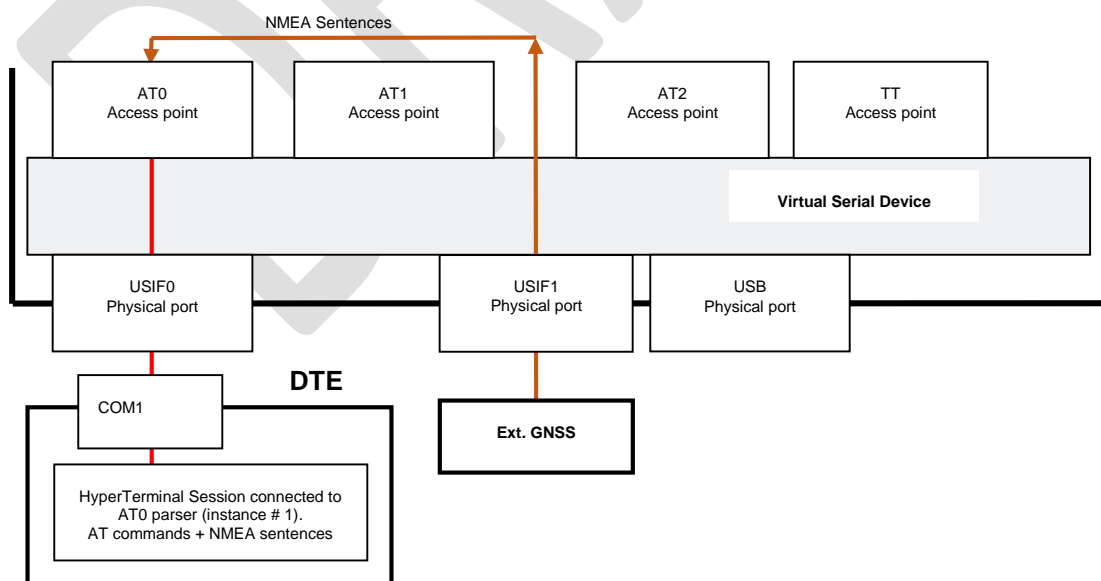 NMEA Sentences
AT0
Access point
AT1
Access point
AT2
Access point
TT
Access point
Virtual Serial Device
USIF0
Physical port
USIF1
Physical port
USB
Physical port
DTE
COM1
Ext. GNSS
HyperTerminal Session connected to
AT0 parser (instance # 1).
AT commands + NMEA sentences